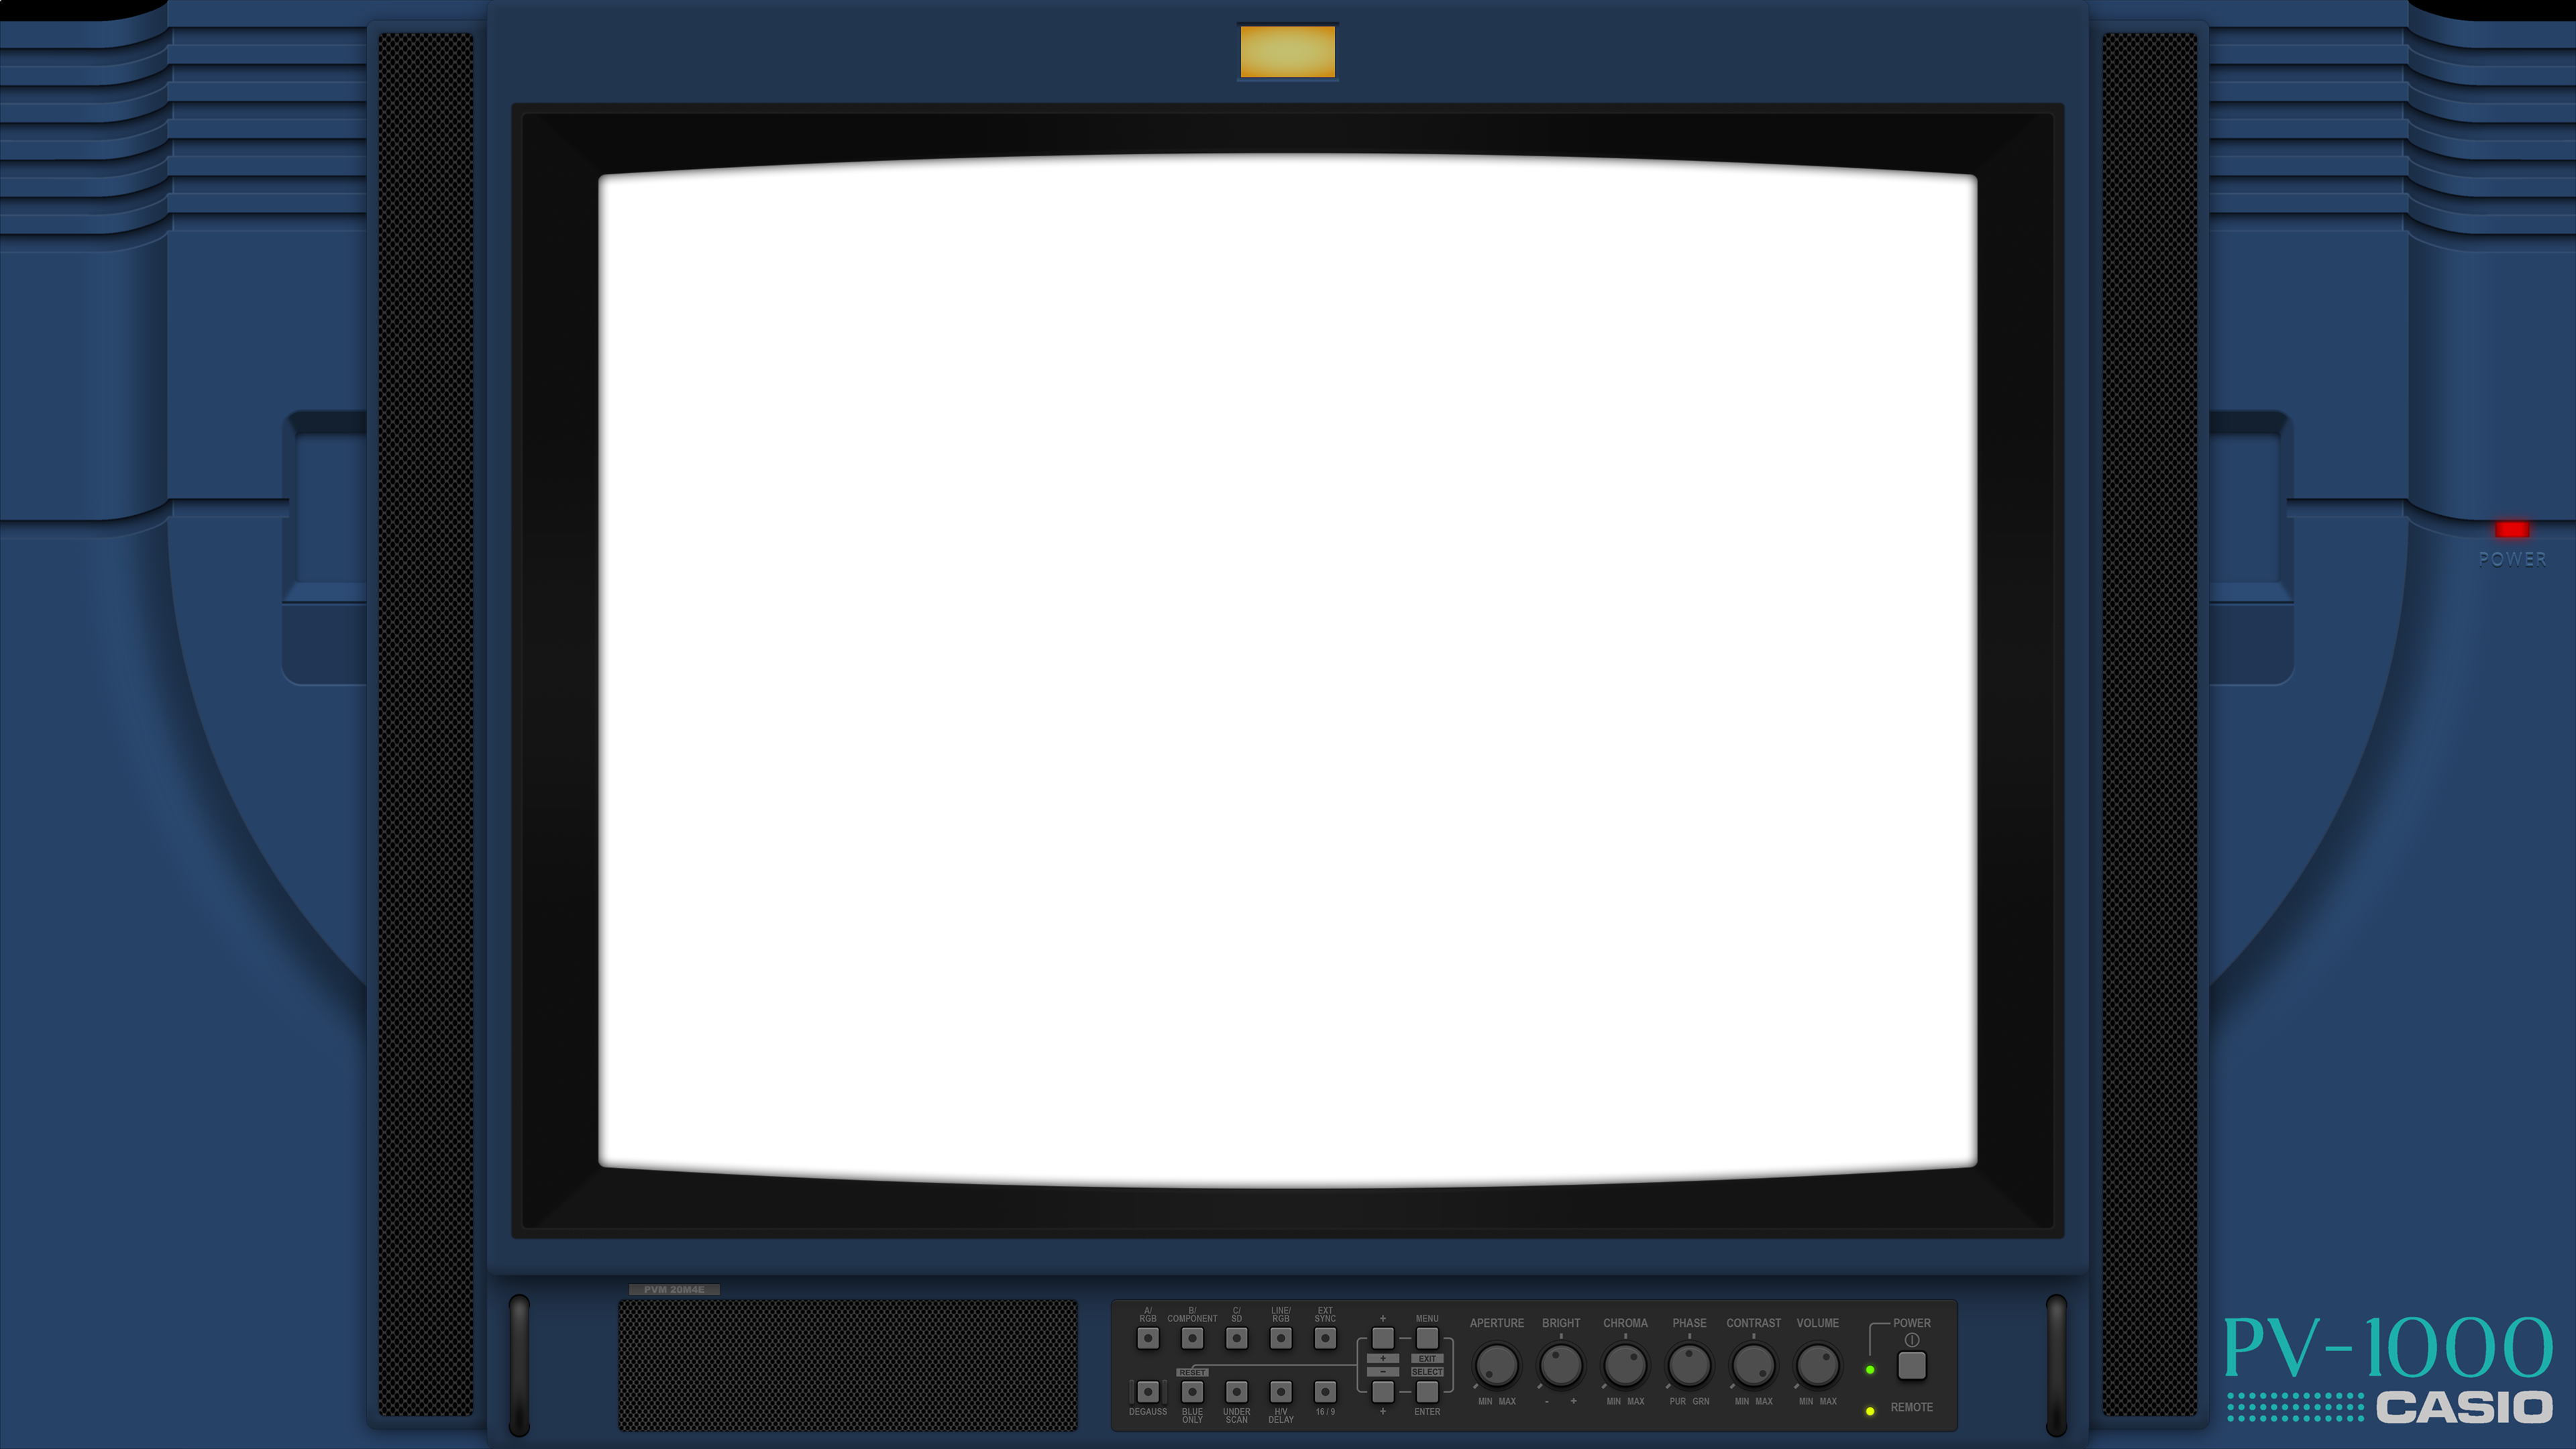 POWER
PV-1000
CASIO
PVM 20M4E
A/
RGB
B/
COMPONENT
C/
SD
LINE/
RGB
EXT
SYNC
+
MENU
+
EXIT
−
SELECT
RESET
DEGAUSS
BLUE
ONLY
UNDER
SCAN
H/V
DELAY
16 / 9
+
ENTER
APERTURE
BRIGHT
CHROMA
PHASE
CONTRAST
VOLUME
MIN MAX
- +
MIN MAX
PUR GRN
MIN MAX
MIN MAX
POWER
REMOTE